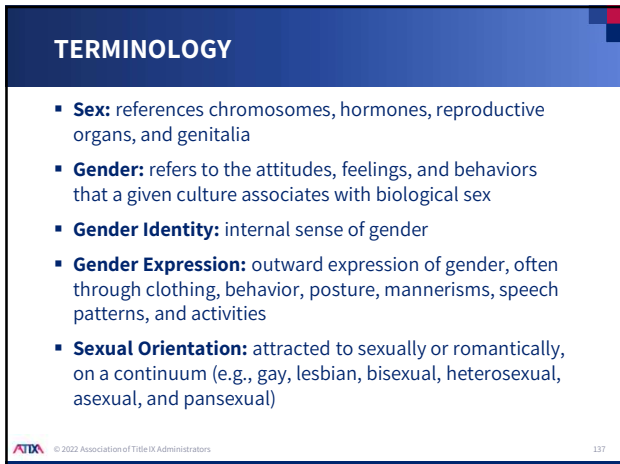 TERMINOLOGY
▪ Sex: references chromosomes, hormones, reproductive
organs, and genitalia
▪ Gender: refers to the attitudes, feelings, and behaviors
that a given culture associates with biological sex
▪ Gender Identity: internal sense of gender
▪ Gender Expression: outward expression of gender, often
through clothing, behavior, posture, mannerisms, speech
patterns, and activities
▪ Sexual Orientation: attracted to sexually or romantically,
on a continuum (e.g., gay, lesbian, bisexual, heterosexual,
asexual, and pansexual)
ATIXA © 2022 Association of Title IX Administrators 137